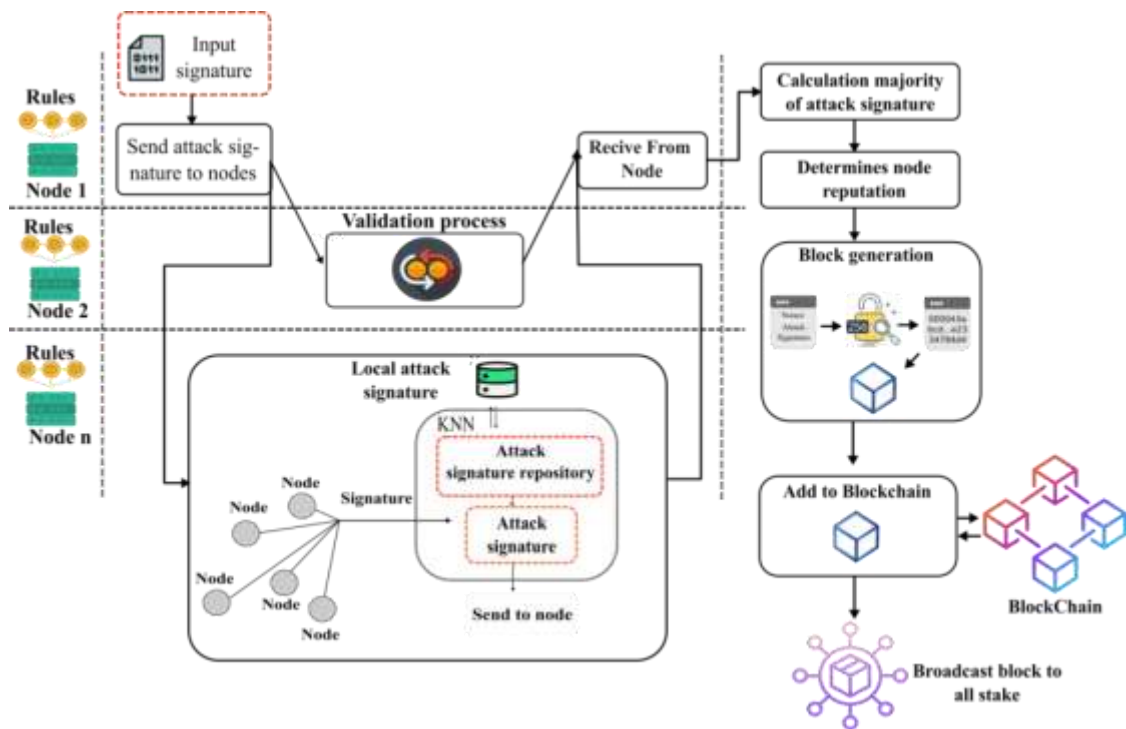 Input
signature
Rules
Node 1
Send attack sig-
nature to nodes
Recive From
Node
Rules
Node 2
Validation process
Rules
Node n
Local attack
signature
KNN
Attack
signature repository
Attack
signature
Send to node
Signature
Node
Node
Node
Node
Node
Calculation majority
of attack signature
Determines node
reputation
Block generation
256
Add to Blockchain
BlockChain
Broadcast block to
all stake